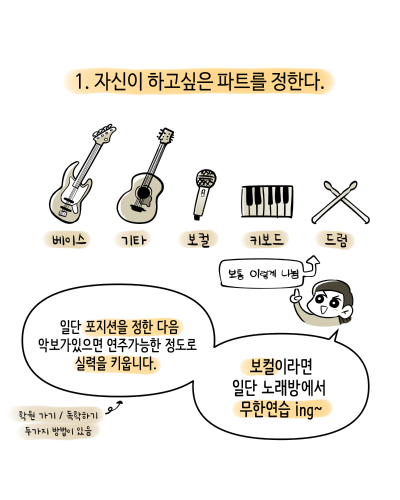 1. 자신이 하고싶은 파트를 정한다.
베이스 기타 보컬 키보드 드럼
보통 이렇게 나뉨
일단 포지션을 정한 다음
악보가있으면 연주가능한 정도로
실력을 키웁니다.
보컬이라면
일단 노래방에서
무한연습 ing~
학원 가기 / 독학하기
두가지 방법이 있음